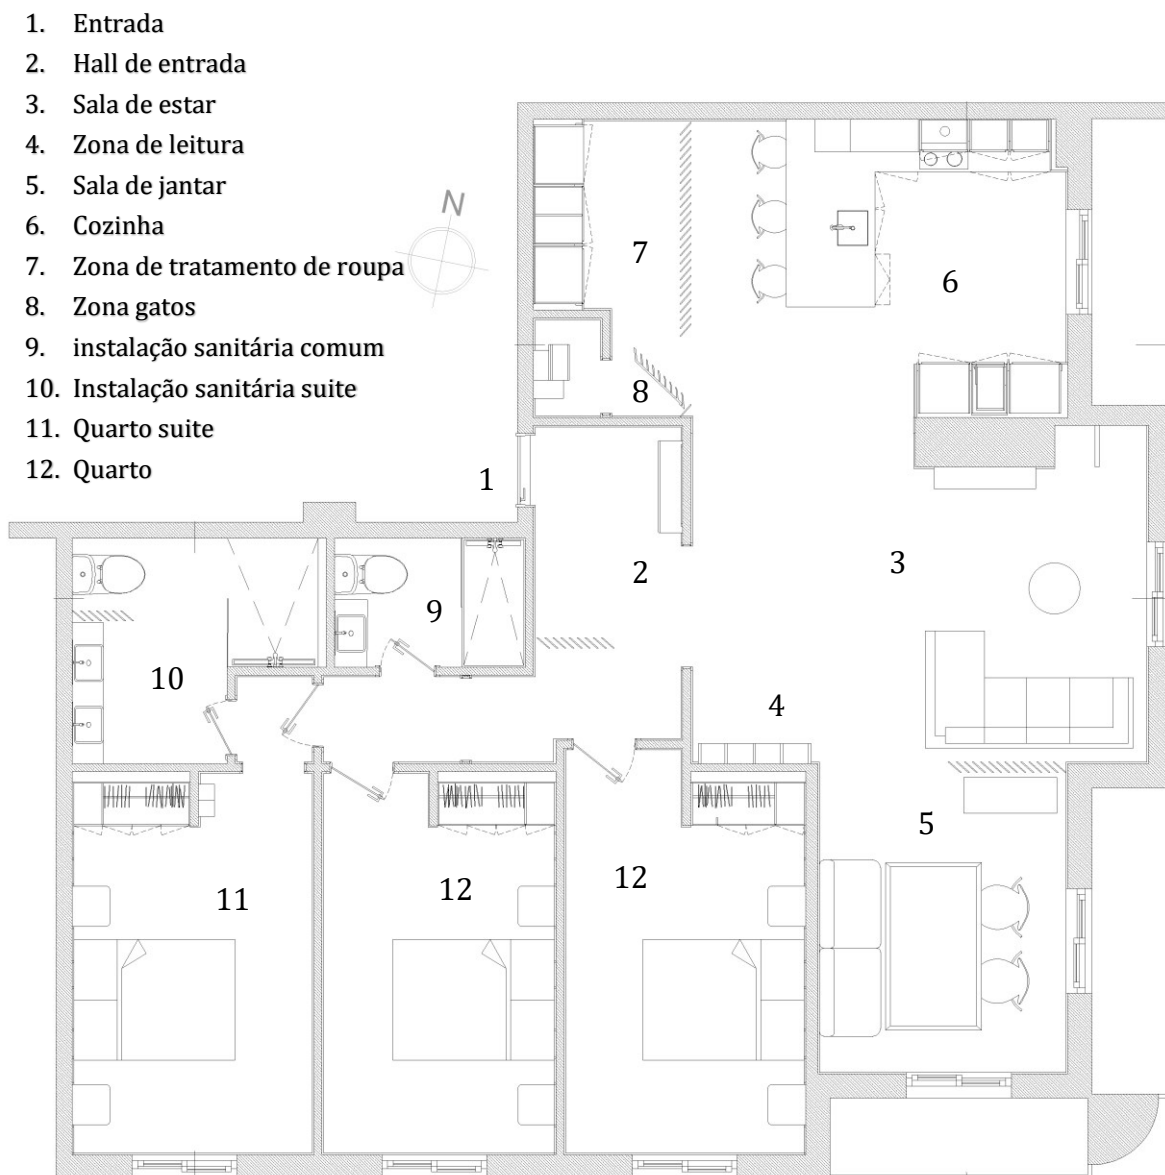 1. Entrada
2. Hall de entrada
3. Sala de estar
4. Zona de leitura
5. Sala de jantar
6. Cozinha
7. Zona de tratamento de roupa
8. Zona gatos
9. instalação sanitária comum
10. Instalação sanitária suite
11. Quarto suite
12. Quarto
N
7
6
8
1
2
3
9
10
4
5
11
12
12